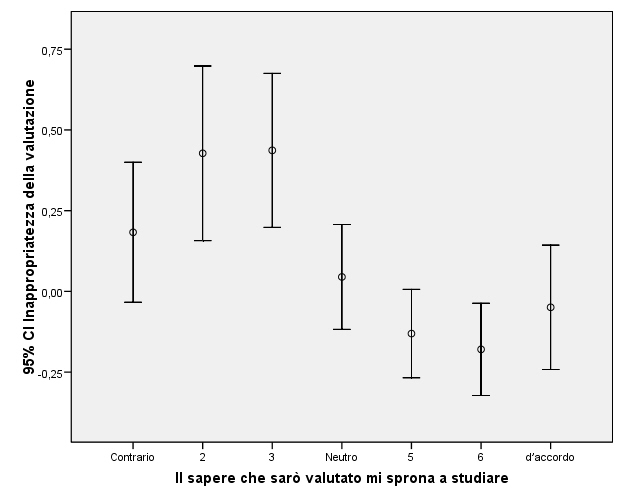 95% CI Inappropriatezza della valutazione
0,75
0,50
0,25
0,00
-0,25
Contrario 2 3 Neutro 5 6 d'accordo
Il sapere che sarò valutato mi sprona a studiare